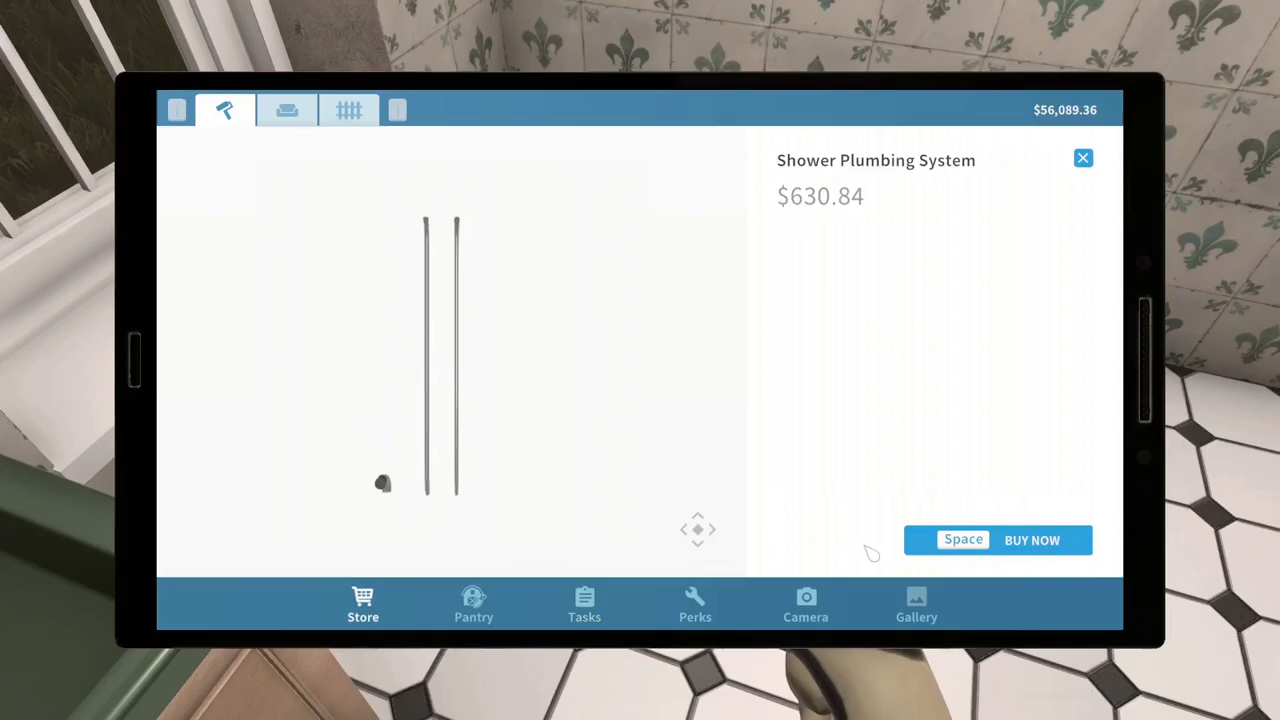 $56,089.36
Shower Plumbing System
$630.84
Space BUY NOW
Store Pantry Tasks Perks Camera Gallery